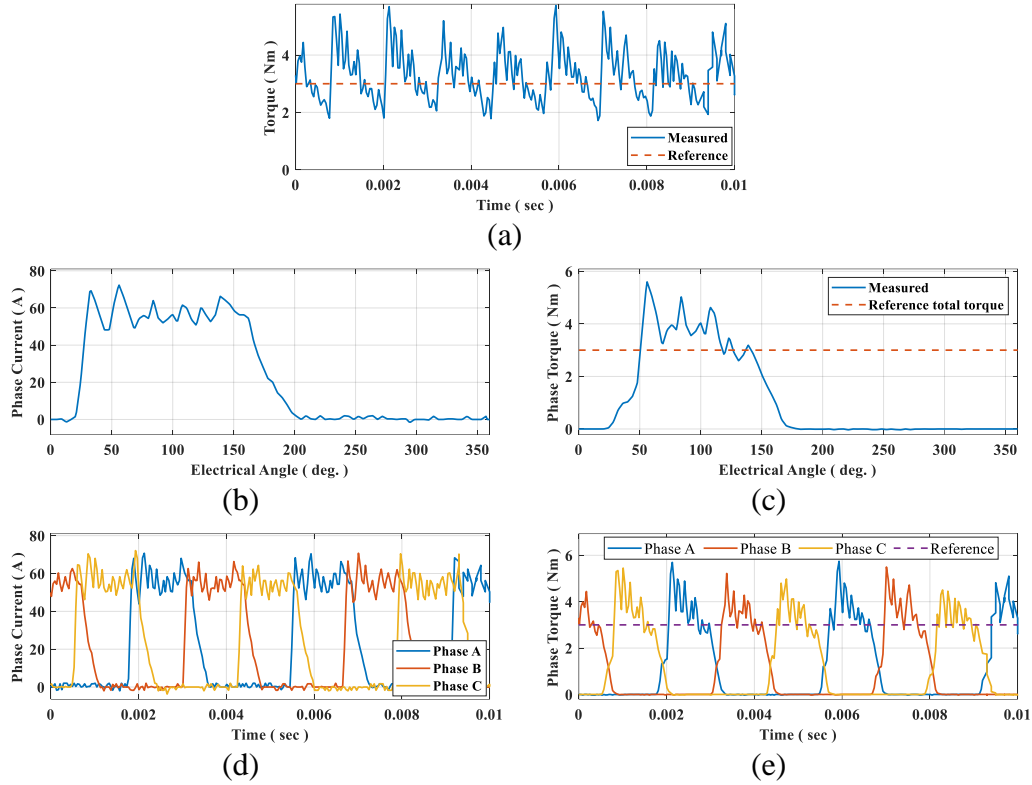 Torque ( Nm )
4
2
0
Measured
Reference
0
0.002
0.004
0.006
0.008
0.01
Time ( sec )
(a)
Phase Current ( A )
80
60
40
20
0
0
50
100
150
200
250
300
350
Electrical Angle ( deg. )
(b)
Phase Torque ( Nm )
6
4
2
0
Measured
Reference total torque
0
50
100
150
200
250
300
350
Electrical Angle ( deg. )
(c)
Phase Current ( A )
80
60
40
20
0
Phase A
Phase B
Phase C
0
0.002
0.004
0.006
0.008
0.01
Time ( sec )
(d)
Phase Torque ( Nm )
6
4
2
0
Phase A
Phase B
Phase C
Reference
0
0.002
0.004
0.006
0.008
0.01
Time ( sec )
(e)